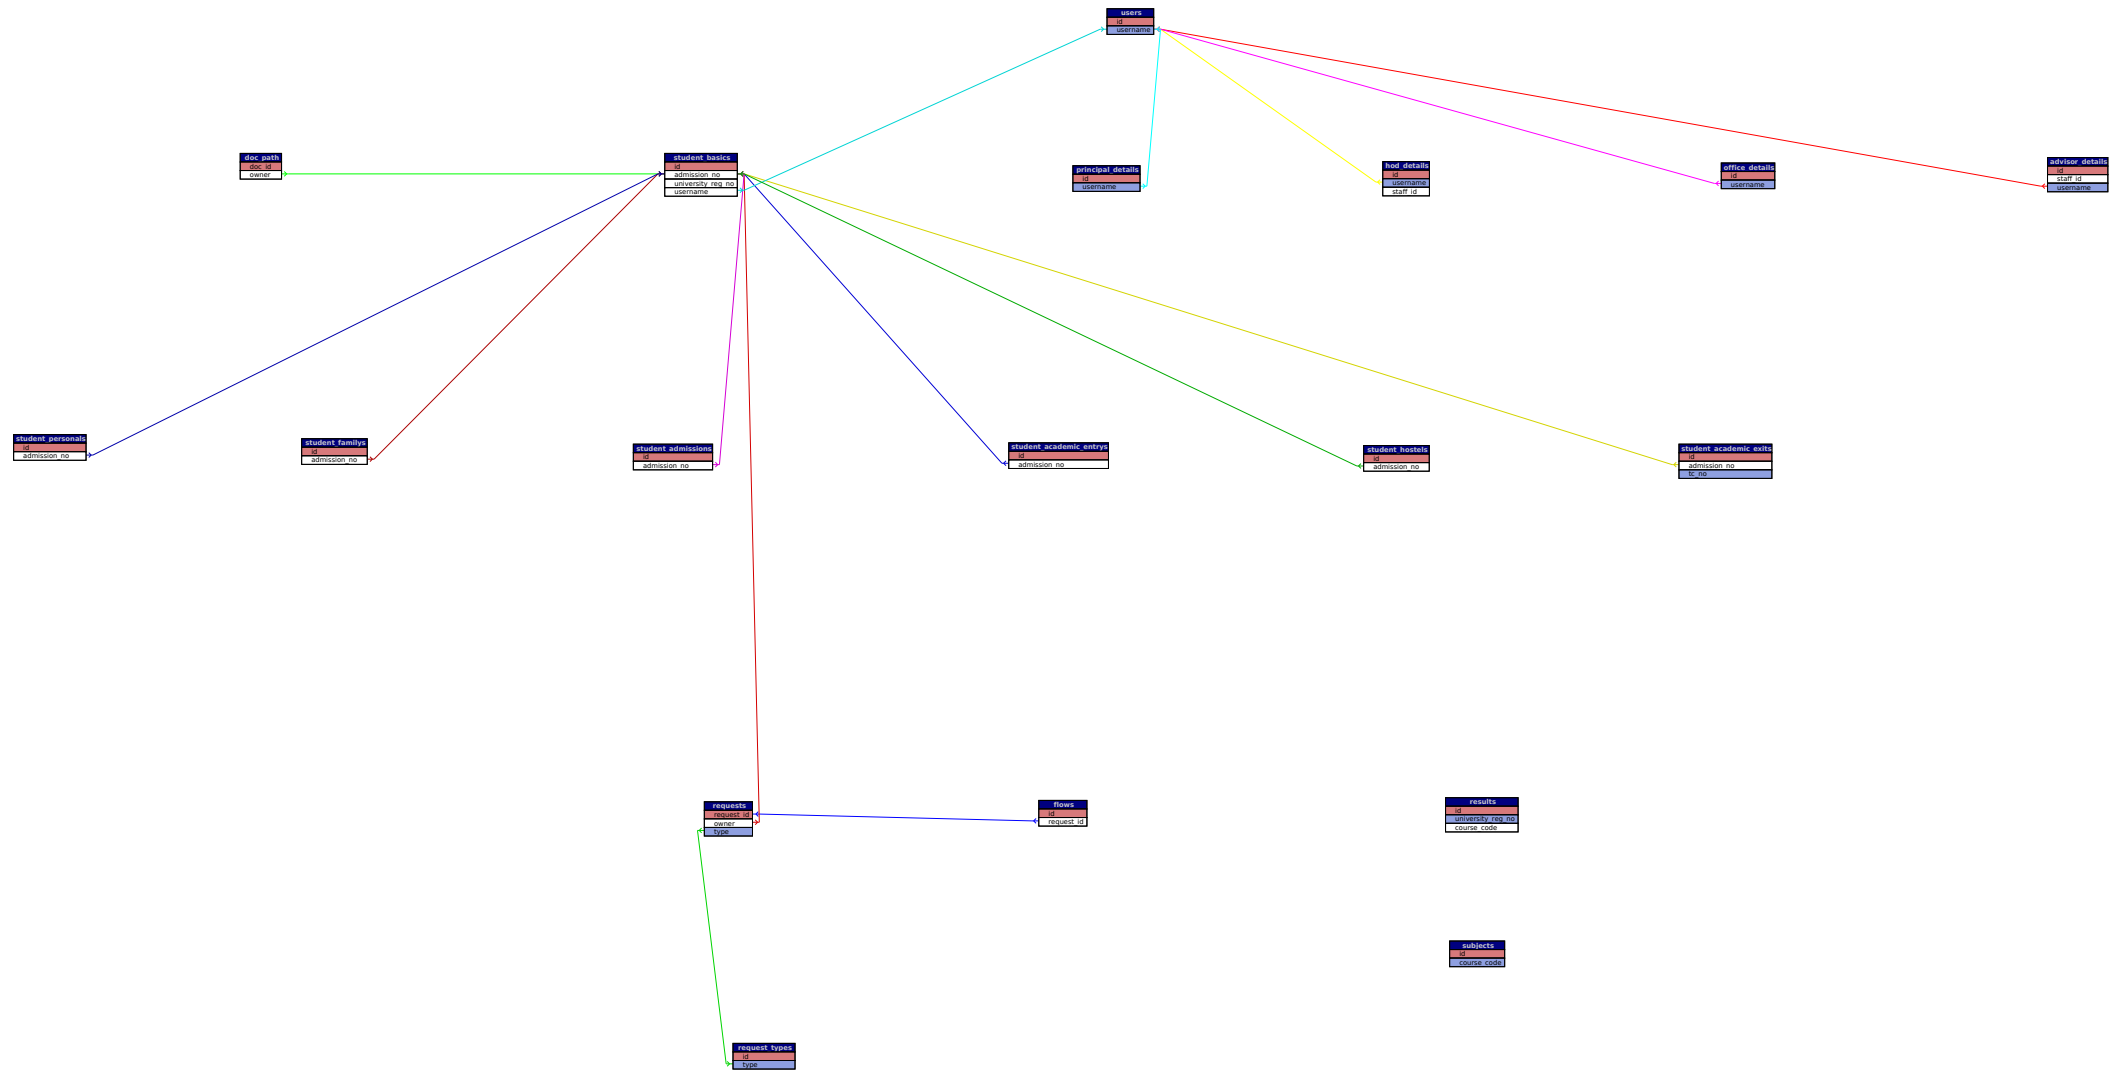 users
id
username
doc_path
doc_id
owner
student_basics
id
admission_no
university_reg_no
username
principal_details
id
username
hod_details
id
username
staff_id
office_details
id
username
advisor_details
id
staff_id
username
student_personals
id
admission_no
student_familys
id
admission_no
student_admissions
id
admission_no
student_academic_entrys
id
admission_no
student_hostels
id
admission_no
student_academic_exits
id
admission_no
tc_no
requests
request_id
owner
type
flows
id
request_id
results
id
university_reg_no
course_code
subjects
id
course_code
request_types
id
type